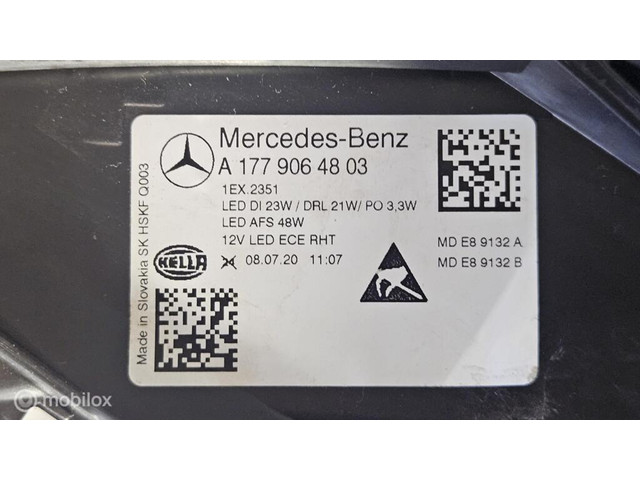 Mercedes-Benz
A 177 906 48 03
1EX.2351
LED DI 23W / DRL 21W/ PO 3,3W
LED AFS 48W
12V LED ECE RHT
HELLA
08.07.20 11:07
MD E8 9132 A
MD E8 9132 B
Made in Slovakia SK HSKF Q003
mobilox